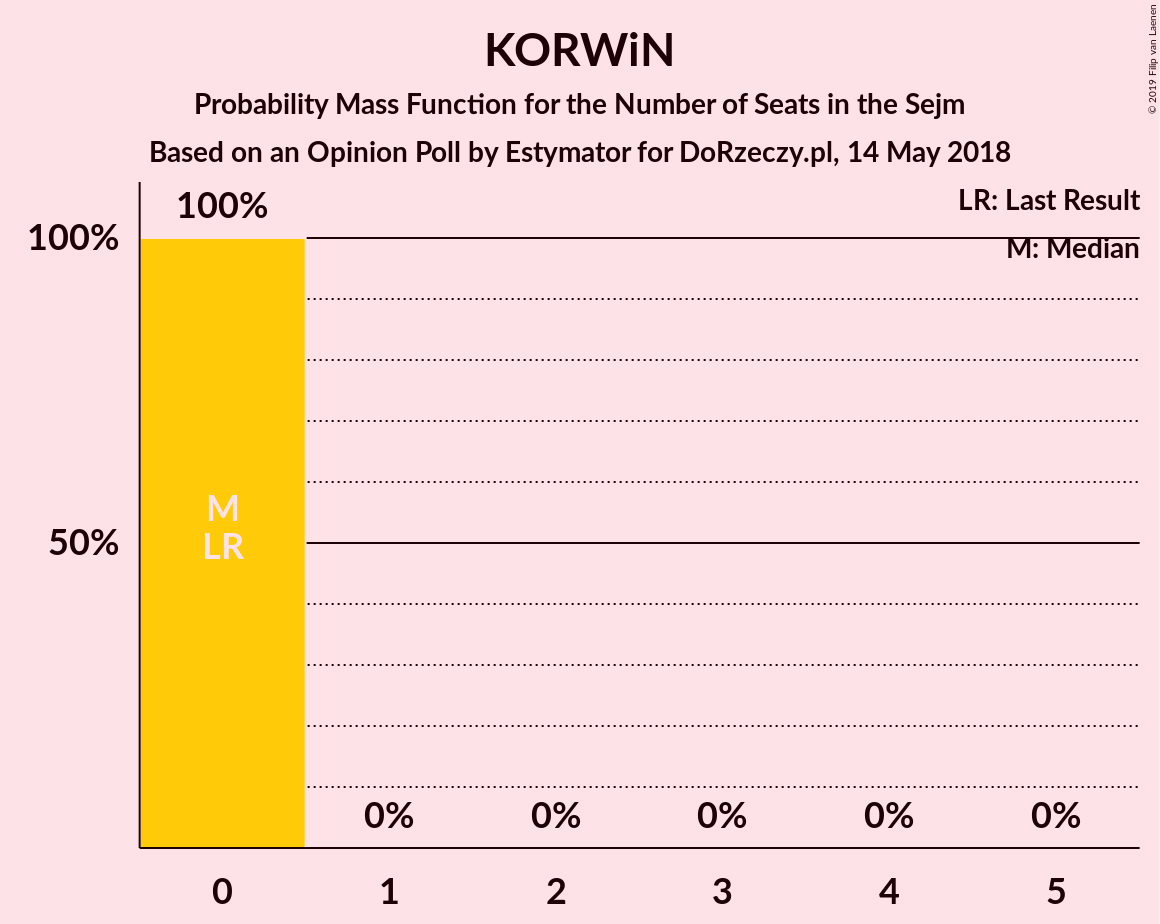 KORWiN
Probability Mass Function for the Number of Seats in the Sejm
Based on an Opinion Poll by Estymator for DoRzeczy.pl, 14 May 2018
© 2019 Filip van Laenen
LR: Last Result
M: Median
100%
100%
M
LR
50%
0% 0% 0% 0% 0%
0 1 2 3 4 5